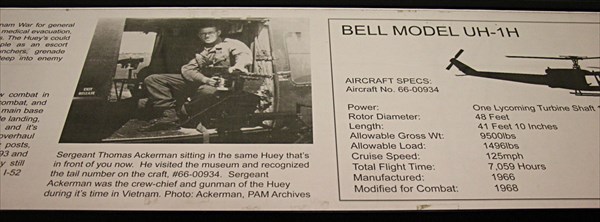 nam War for general
medical evacuation,
s. The Huey's could
ple as an escort
nchers, grenade
deep into enemy
w combat in
combat, and
main base
le landing,
and it's
overhaul
posts,
93 and
y still
I-52
Sergeant Thomas Ackerman sitting in the same Huey that's
in front of you now. He visited the museum and recognized
the tail number on the craft, #66-00934. Sergeant
Ackerman was the crew-chief and gunman of the Huey
during it's time in Vietnam. Photo: Ackerman, PAM Archives
BELL MODEL UH-1H
AIRCRAFT SPECS:
Aircraft No. 66-00934
Power: One Lycoming Turbine Shaft
Rotor Diameter: 48 Feet
Length: 41 Feet 10 Inches
Allowable Gross Wt: 9500lbs
Allowable Load: 1496lbs
Cruise Speed: 125mph
Total Flight Time: 7,059 Hours
Manufactured: 1966
Modified for Combat: 1968